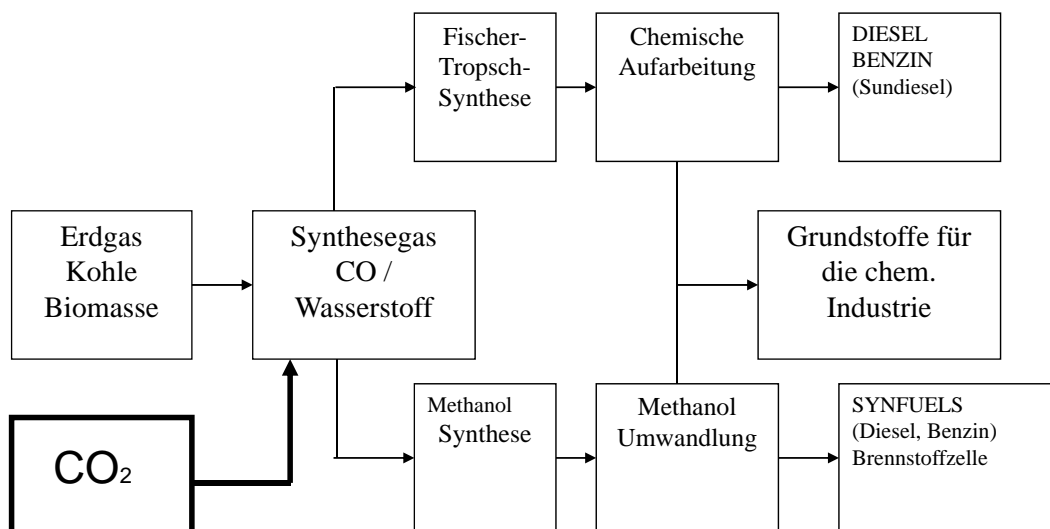 Fischer-
Tropsch-
Synthese
Chemische
Aufarbeitung
DIESEL
BENZIN
(Sundiesel)
Erdgas
Kohle
Biomasse
Synthesegas
CO /
Wasserstoff
Grundstoffe für
die chem.
Industrie
CO2
Methanol
Synthese
Methanol
Umwandlung
SYNFUELS
(Diesel, Benzin)
Brennstoffzelle